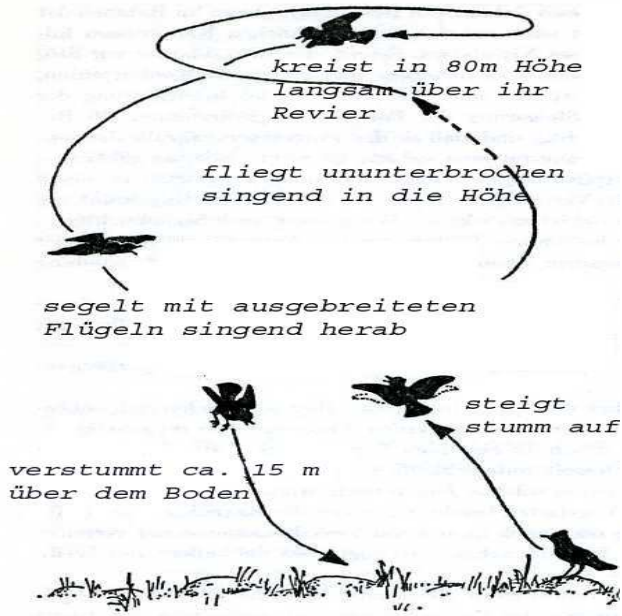 kreist in 80m Höhe
langsam über ihr
Revier
fliegt ununterbrochen
singend in die Höhe
segelt mit ausgebreiteten
Flügeln singend herab
steigt
stumm auf
verstummt ca. 15 m
über dem Boden